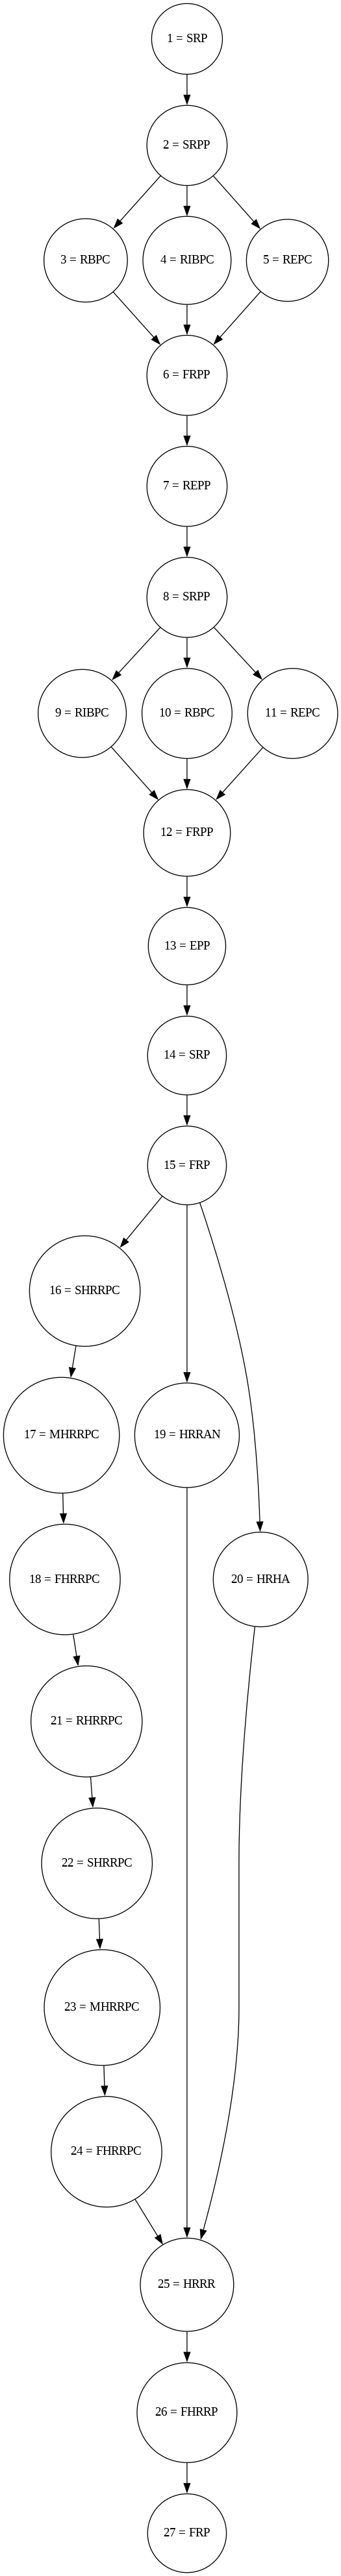 1 = SRP
2 = SRPP
3 = RBPC
4 = RIBPC
5 = REPC
6 = FRPP
7 = REPP
8 = SRPP
9 = RIBPC
10 = RBPC
11 = REPC
12 = FRPP
13 = EPP
14 = SRP
15 = FRP
16 = SHRRPC
17 = MHRRPC
19 = HRRAN
18 = FHRRPC
20 = HRHA
21 = RHRRPC
22 = SHRRPC
23 = MHRRPC
24 = FHRRPC
25 = HRRR
26 = FHRRP
27 = FRP